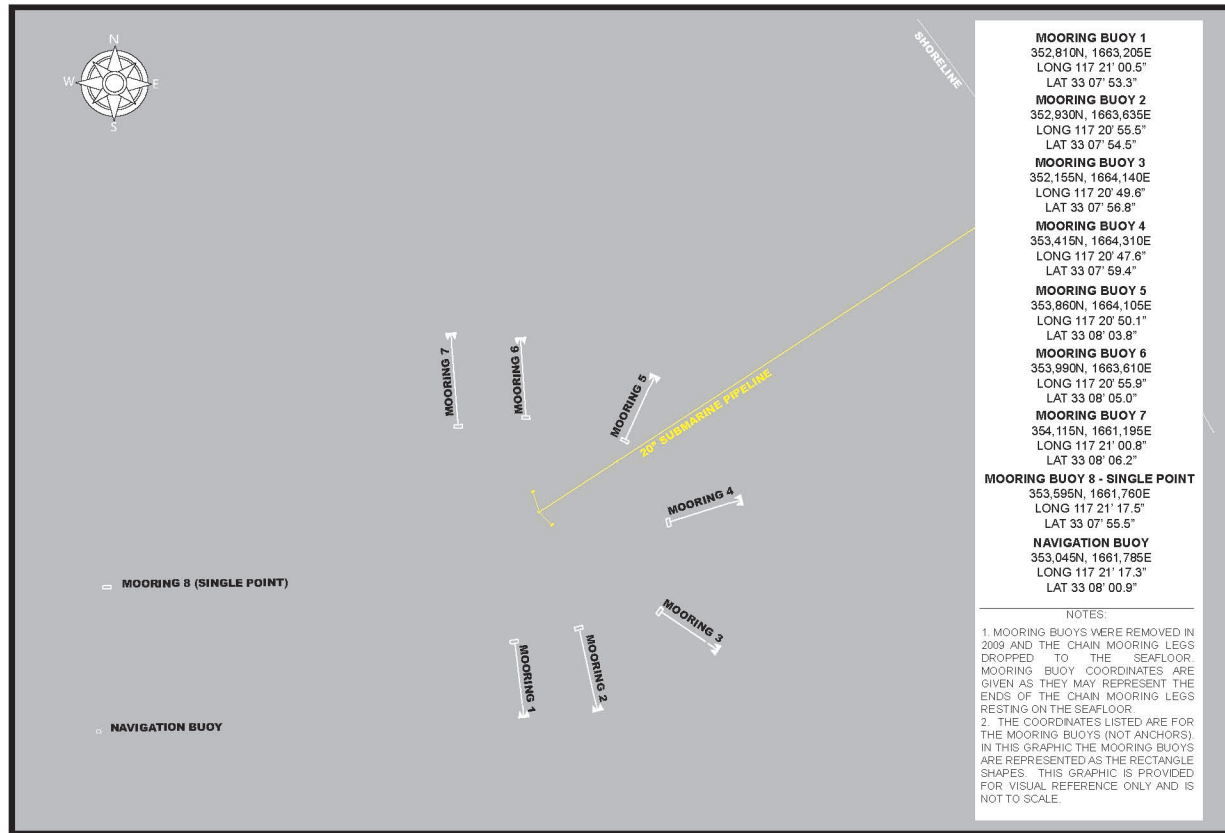 N
W E
S
SHORELINE
MOORING 7
MOORING 6
MOORING 5
20" SUBMARINE PIPELINE
MOORING 4
MOORING 8 (SINGLE POINT)
MOORING 3
MOORING 1
MOORING 2
NAVIGATION BUOY
MOORING BUOY 1
352,810N, 1663,205E
LONG 117 21' 00.5"
LAT 33 07' 53.3"
MOORING BUOY 2
352,930N, 1663,635E
LONG 117 20' 55.5"
LAT 33 07' 54.5"
MOORING BUOY 3
352,155N, 1664,140E
LONG 117 20' 49.6"
LAT 33 07' 56.8"
MOORING BUOY 4
353,415N, 1664,310E
LONG 117 20' 47.6"
LAT 33 07' 59.4"
MOORING BUOY 5
353,860N, 1664,105E
LONG 117 20' 50.1"
LAT 33 08' 03.8"
MOORING BUOY 6
353,990N, 1663,610E
LONG 117 20' 55.9"
LAT 33 08' 05.0"
MOORING BUOY 7
354,115N, 1661,195E
LONG 117 21' 00.8"
LAT 33 08' 06.2"
MOORING BUOY 8 - SINGLE POINT
353,595N, 1661,760E
LONG 117 21' 17.5"
LAT 33 07' 55.5"
NAVIGATION BUOY
353,045N, 1661,785E
LONG 117 21' 17.3"
LAT 33 08' 00.9"
NOTES:
1. MOORING BUOYS WERE REMOVED IN
2009 AND THE CHAIN MOORING LEGS
DROPPED TO THE SEAFLOOR.
MOORING BUOY COORDINATES ARE
GIVEN AS THEY MAY REPRESENT THE
ENDS OF THE CHAIN MOORING LEGS
RESTING ON THE SEAFLOOR.
2. THE COORDINATES LISTED ARE FOR
THE MOORING BUOYS (NOT ANCHORS).
IN THIS GRAPHIC THE MOORING BUOYS
ARE REPRESENTED AS THE RECTANGLE
SHAPES. THIS GRAPHIC IS PROVIDED
FOR VISUAL REFERENCE ONLY AND IS
NOT TO SCALE.